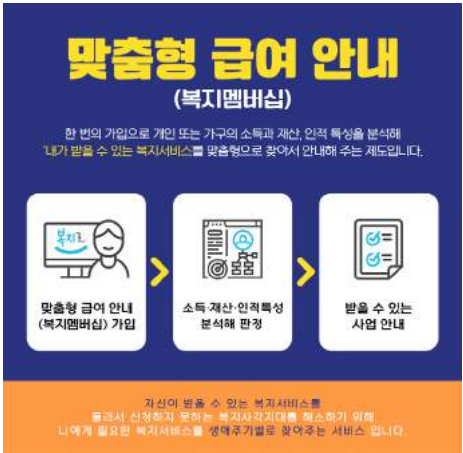 맞춤형 급여 안내
(복지멤버십)
한 번의 가입으로 개인 또는 가구의 소득과 재산, 인적 특성을 분석해
'내가 받을 수 있는 복지서비스'를 맞춤형으로 찾아서 안내해 주는 제도입니다.
복지로
맞춤형 급여 안내
(복지멤버십) 가입
소득·재산·인적특성
분석해 판정
받을 수 있는
사업 안내
자신이 받을 수 있는 복지서비스를
몰라서 신청하지 못하는 복지사각지대를 해소하기 위해
나에게 필요한 복지서비스를 생애주기별로 찾아주는 서비스 입니다.